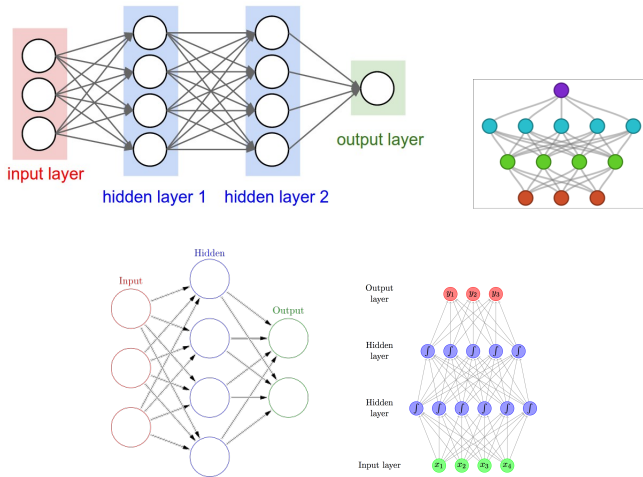 input layer
hidden layer 1
hidden layer 2
output layer
Input
Hidden
Output
Output
layer
y₁ y₂ y₃
Hidden
layer
∫ ∫ ∫ ∫ ∫
Hidden
layer
∫ ∫ ∫ ∫ ∫ ∫
Input layer
x₁ x₂ x₃ x₄